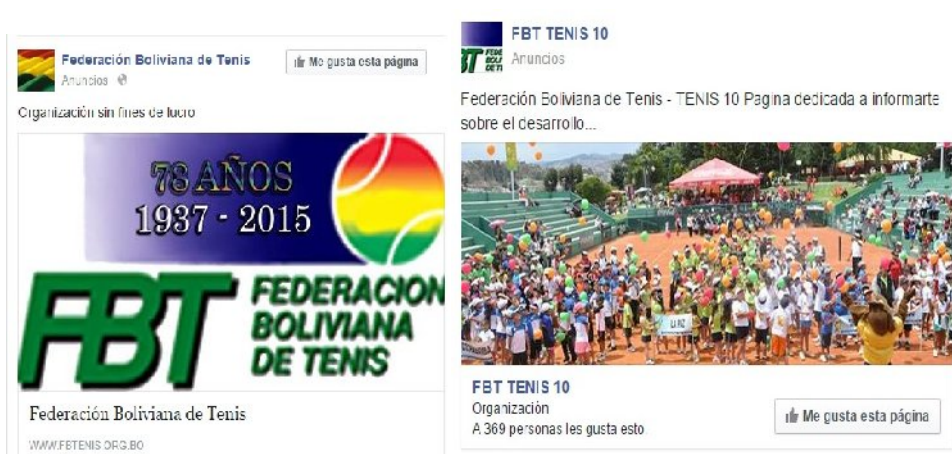 Federación Boliviana de Tenis
Anuncios
Me gusta esta página
Organización sin fines de lucro
78 AÑOS
1937 - 2015
FBT
FEDERACION
BOLIVIANA
DE TENIS
Federación Boliviana de Tenis
WWW.FBTENIS.ORG.BO
FBT TENIS 10
Anuncios
Federación Boliviana de Tenis - TENIS 10 Pagina dedicada a informarte
sobre el desarrollo...
LA PAZ
FBT TENIS 10
Organización
A 369 personas les gusta esto
Me gusta esta página